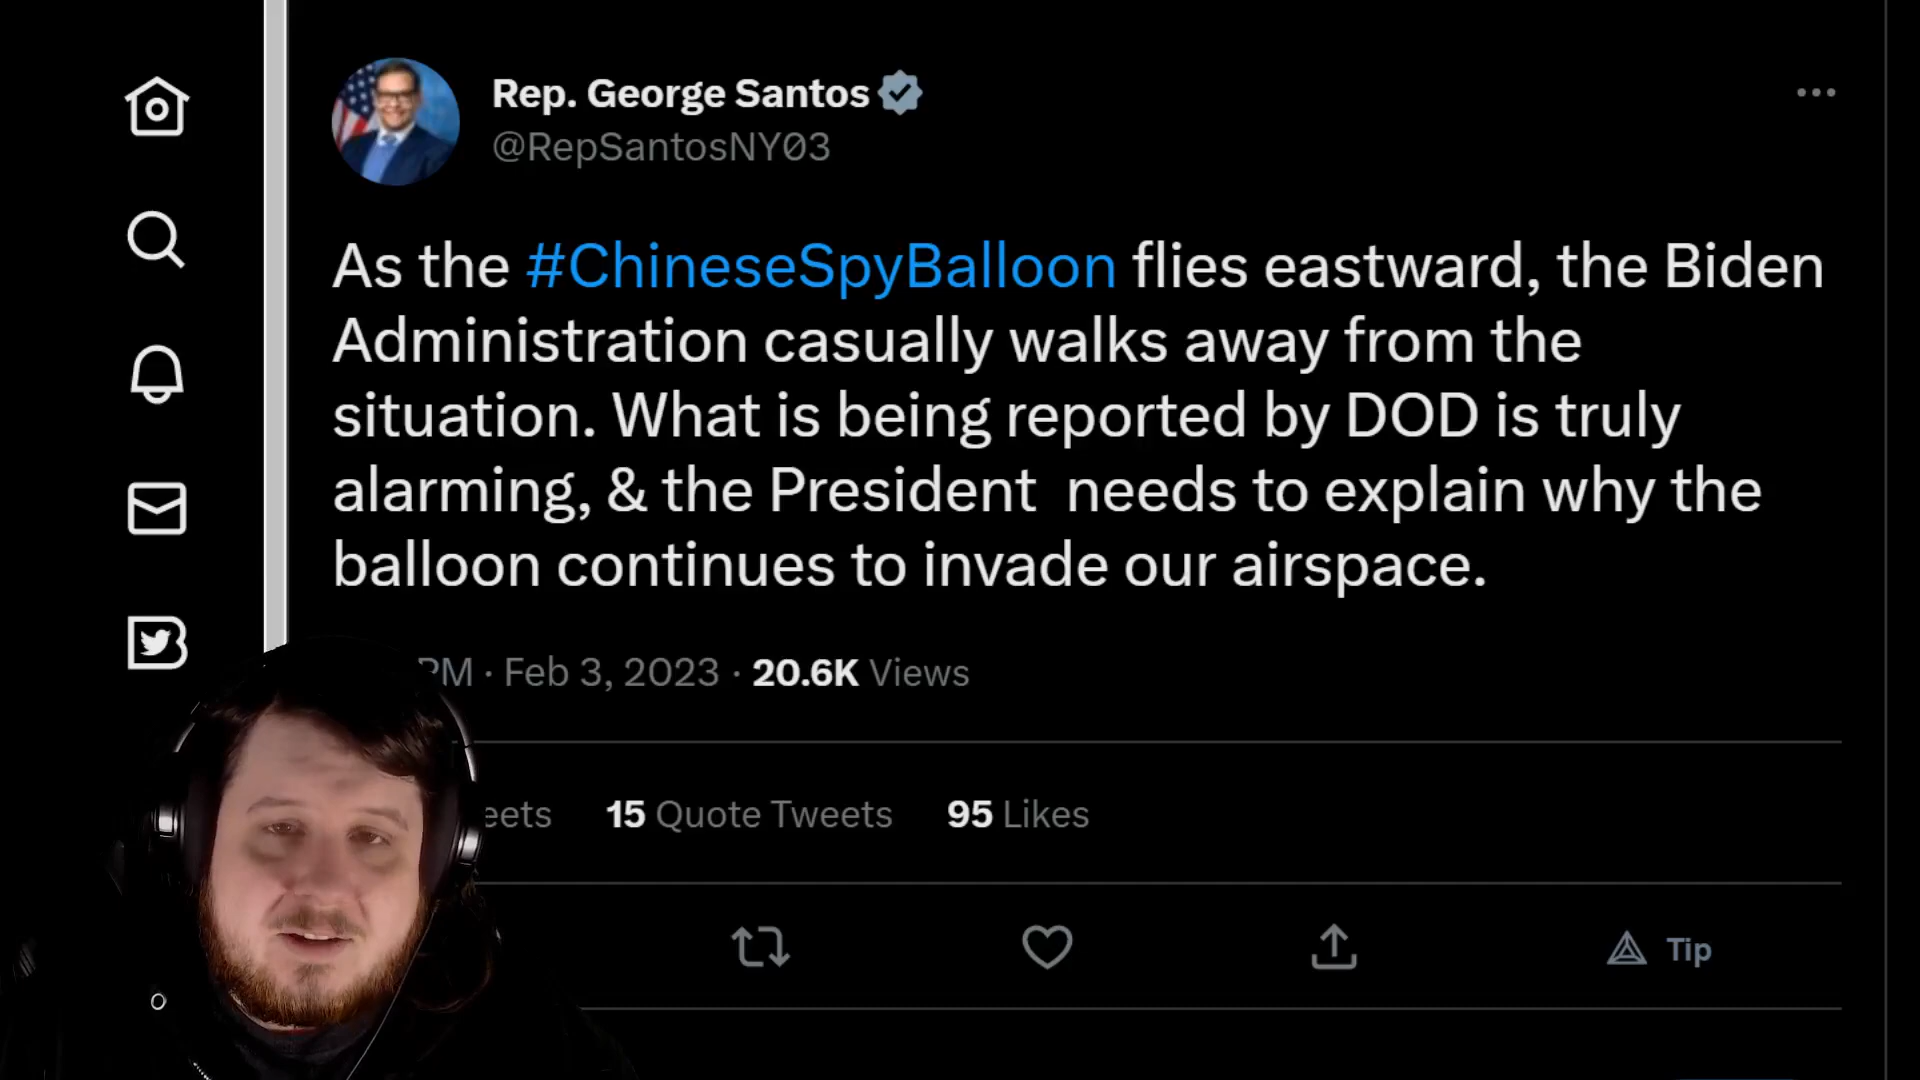 Rep. George Santos
@RepSantosNY03
As the #ChineseSpyBalloon flies eastward, the Biden
Administration casually walks away from the
situation. What is being reported by DOD is truly
alarming, & the President  needs to explain why the
balloon continues to invade our airspace.
PM · Feb 3, 2023 · 20.6K Views
15 Quote Tweets 95 Likes
Tip